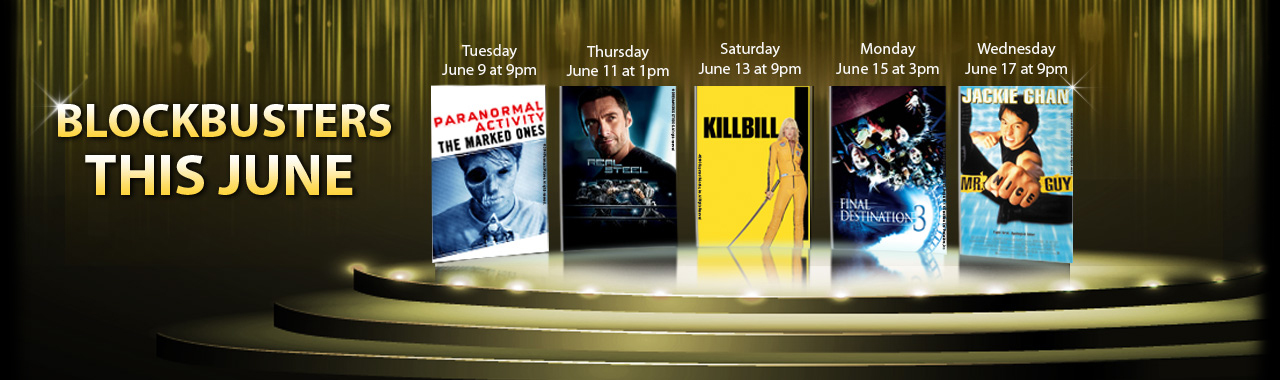 BLOCKBUSTERS
THIS JUNE
Tuesday
June 9 at 9pm
PARANORMAL
ACTIVITY
THE MARKED ONES
Thursday
June 11 at 1pm
REAL
STEEL
Saturday
June 13 at 9pm
KILLBILL
Monday
June 15 at 3pm
FINAL
DESTINATION 3
Wednesday
June 17 at 9pm
JACKIE CHAN
MR. NICE GUY